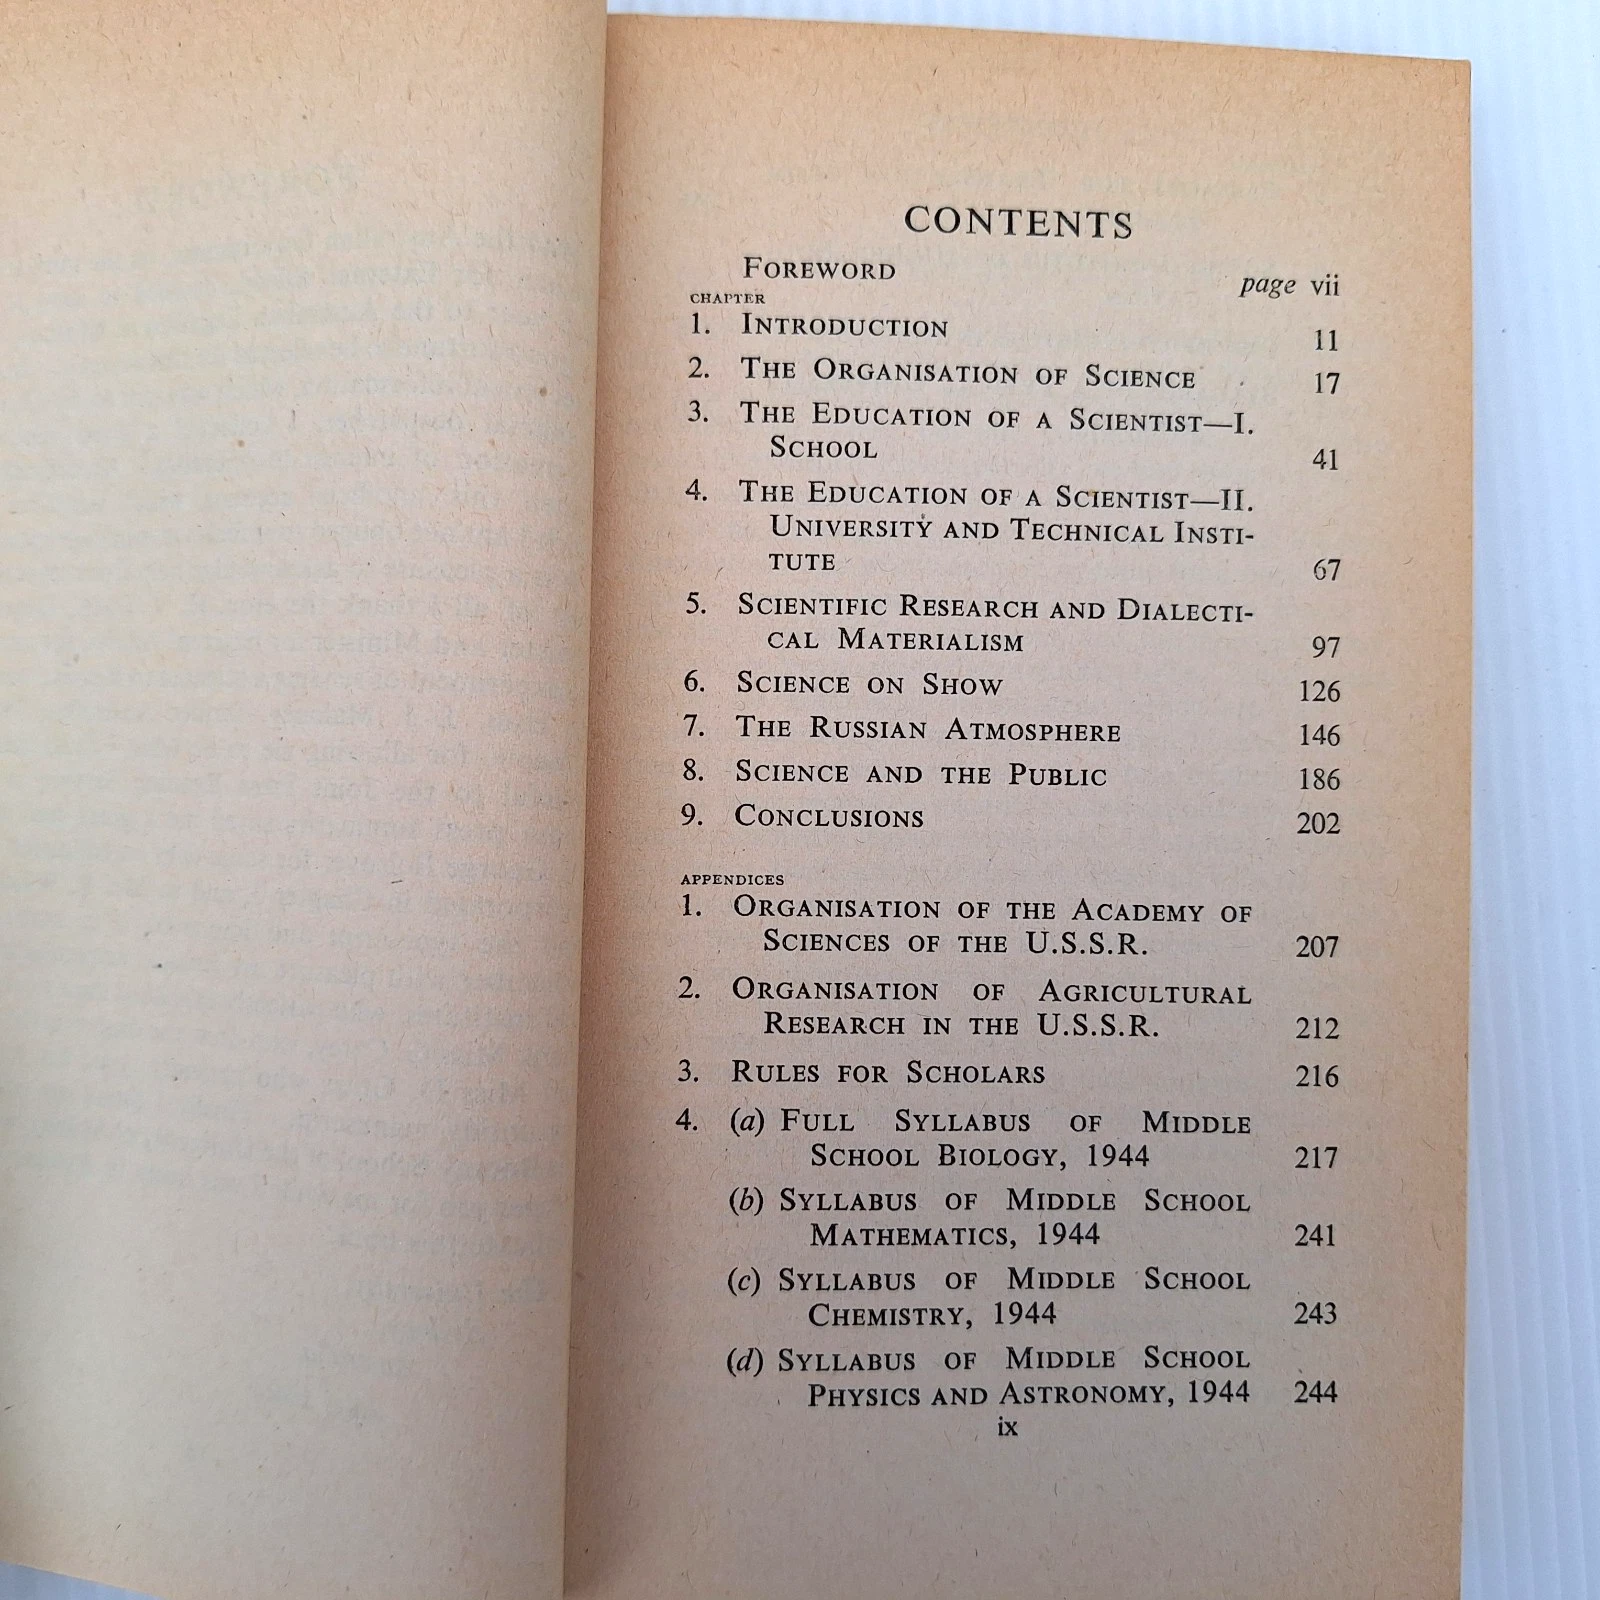 CONTENTS
FOREWORD page vii
CHAPTER
1. INTRODUCTION 11
2. THE ORGANISATION OF SCIENCE 17
3. THE EDUCATION OF A SCIENTIST—I.
SCHOOL 41
4. THE EDUCATION OF A SCIENTIST—II.
UNIVERSITY AND TECHNICAL INSTI-
TUTE 67
5. SCIENTIFIC RESEARCH AND DIALECTI-
CAL MATERIALISM 97
6. SCIENCE ON SHOW 126
7. THE RUSSIAN ATMOSPHERE 146
8. SCIENCE AND THE PUBLIC 186
9. CONCLUSIONS 202
APPENDICES
1. ORGANISATION OF THE ACADEMY OF
SCIENCES OF THE U.S.S.R. 207
2. ORGANISATION OF AGRICULTURAL
RESEARCH IN THE U.S.S.R. 212
3. RULES FOR SCHOLARS 216
4. (a) FULL SYLLABUS OF MIDDLE
SCHOOL BIOLOGY, 1944 217
(b) SYLLABUS OF MIDDLE SCHOOL
MATHEMATICS, 1944 241
(c) SYLLABUS OF MIDDLE SCHOOL
CHEMISTRY, 1944 243
(d) SYLLABUS OF MIDDLE SCHOOL
PHYSICS AND ASTRONOMY, 1944 244
ix